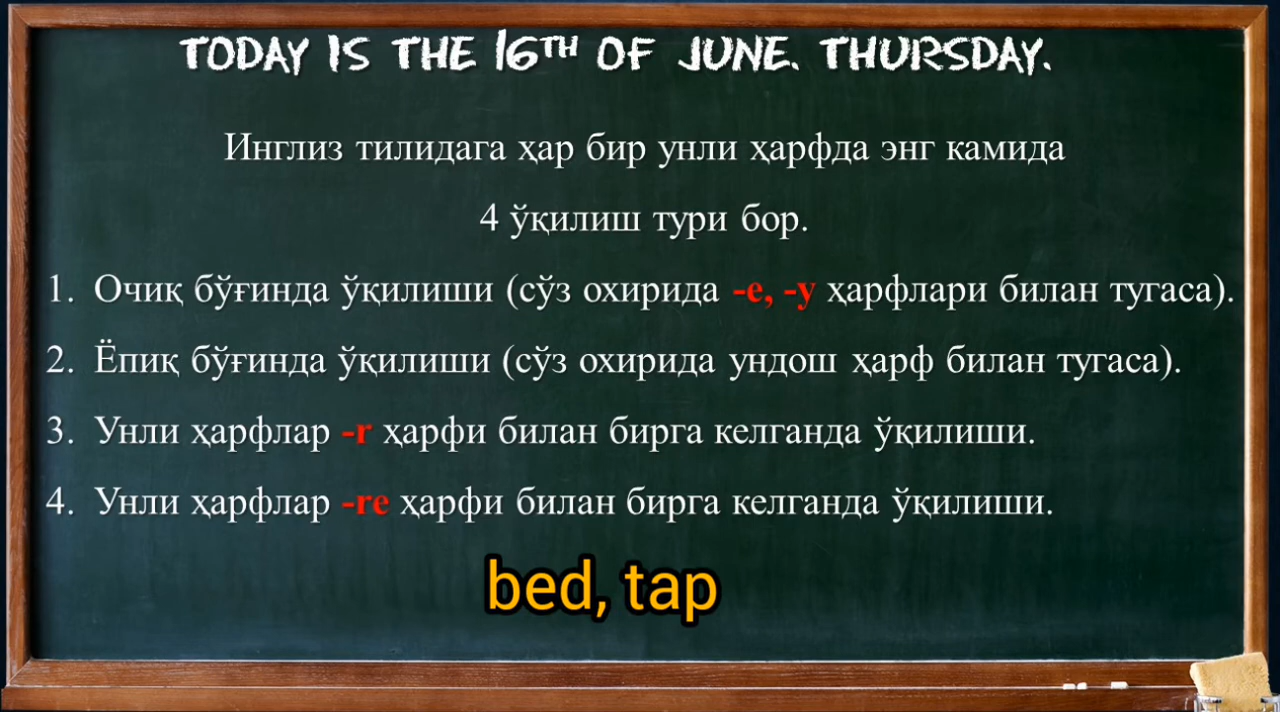 TODAY IS THE 16TH OF JUNE. THURSDAY.
Инглиз тилидага ҳар бир унли ҳарфда энг камида
4 ўқилиш тури бор.
1. Очиқ бўғинда ўқилиши (сўз охирида -e, -y ҳарфлари билан тугаса).
2. Ёпиқ бўғинда ўқилиши (сўз охирида ундош ҳарф билан тугаса).
3. Унли ҳарфлар -r ҳарфи билан бирга келганда ўқилиши.
4. Унли ҳарфлар -re ҳарфи билан бирга келганда ўқилиши.
bed, tap